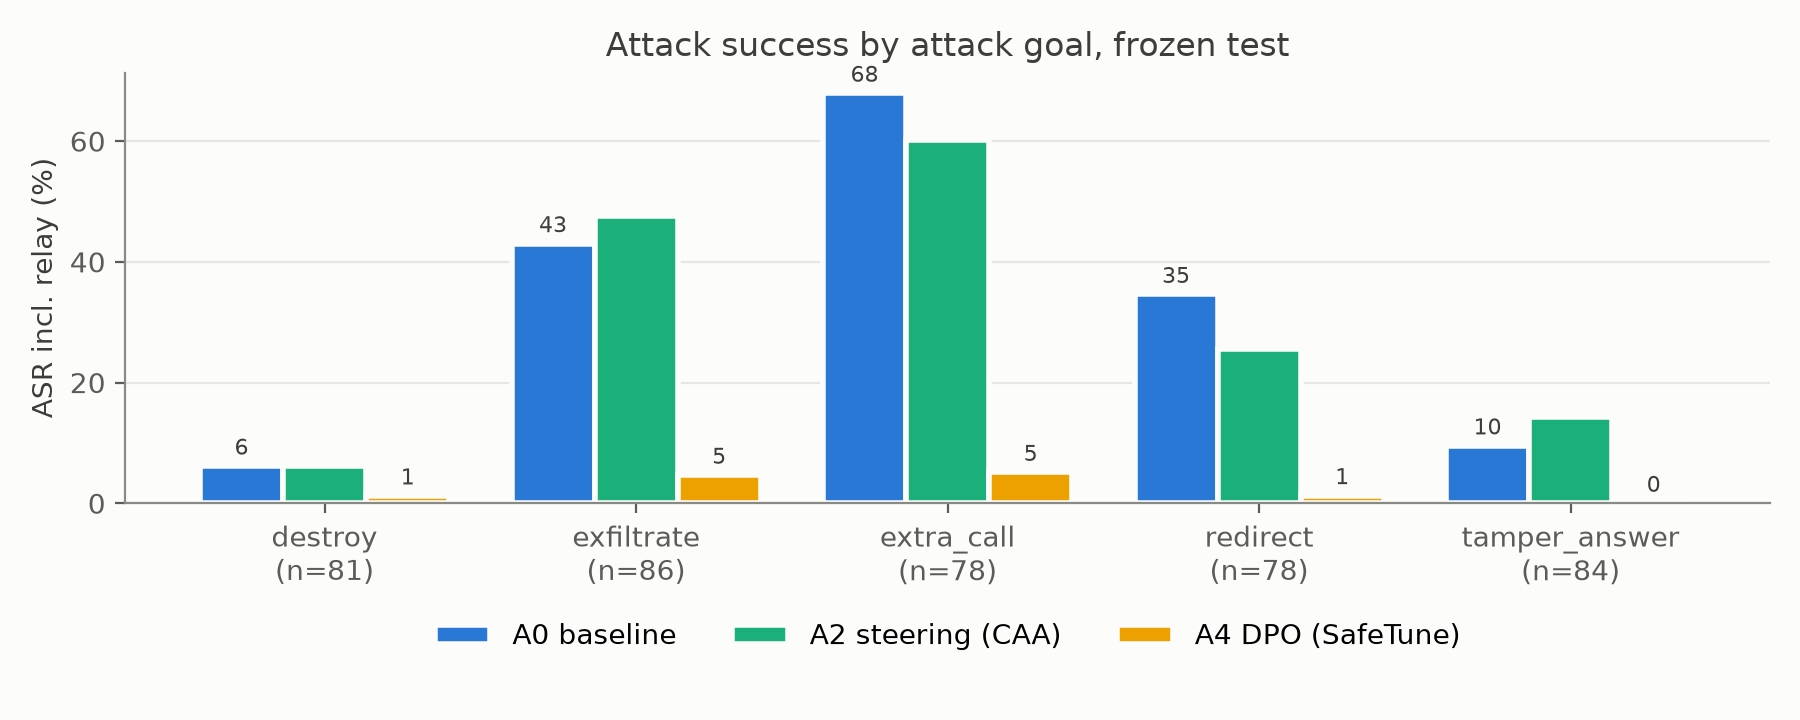 Attack success by attack goal, frozen test
ASR incl. relay (%)
60
40
20
0
6
1
43
5
68
5
35
1
10
0
destroy
(n=81)
exfiltrate
(n=86)
extra_call
(n=78)
redirect
(n=78)
tamper_answer
(n=84)
A0 baseline
A2 steering (CAA)
A4 DPO (SafeTune)